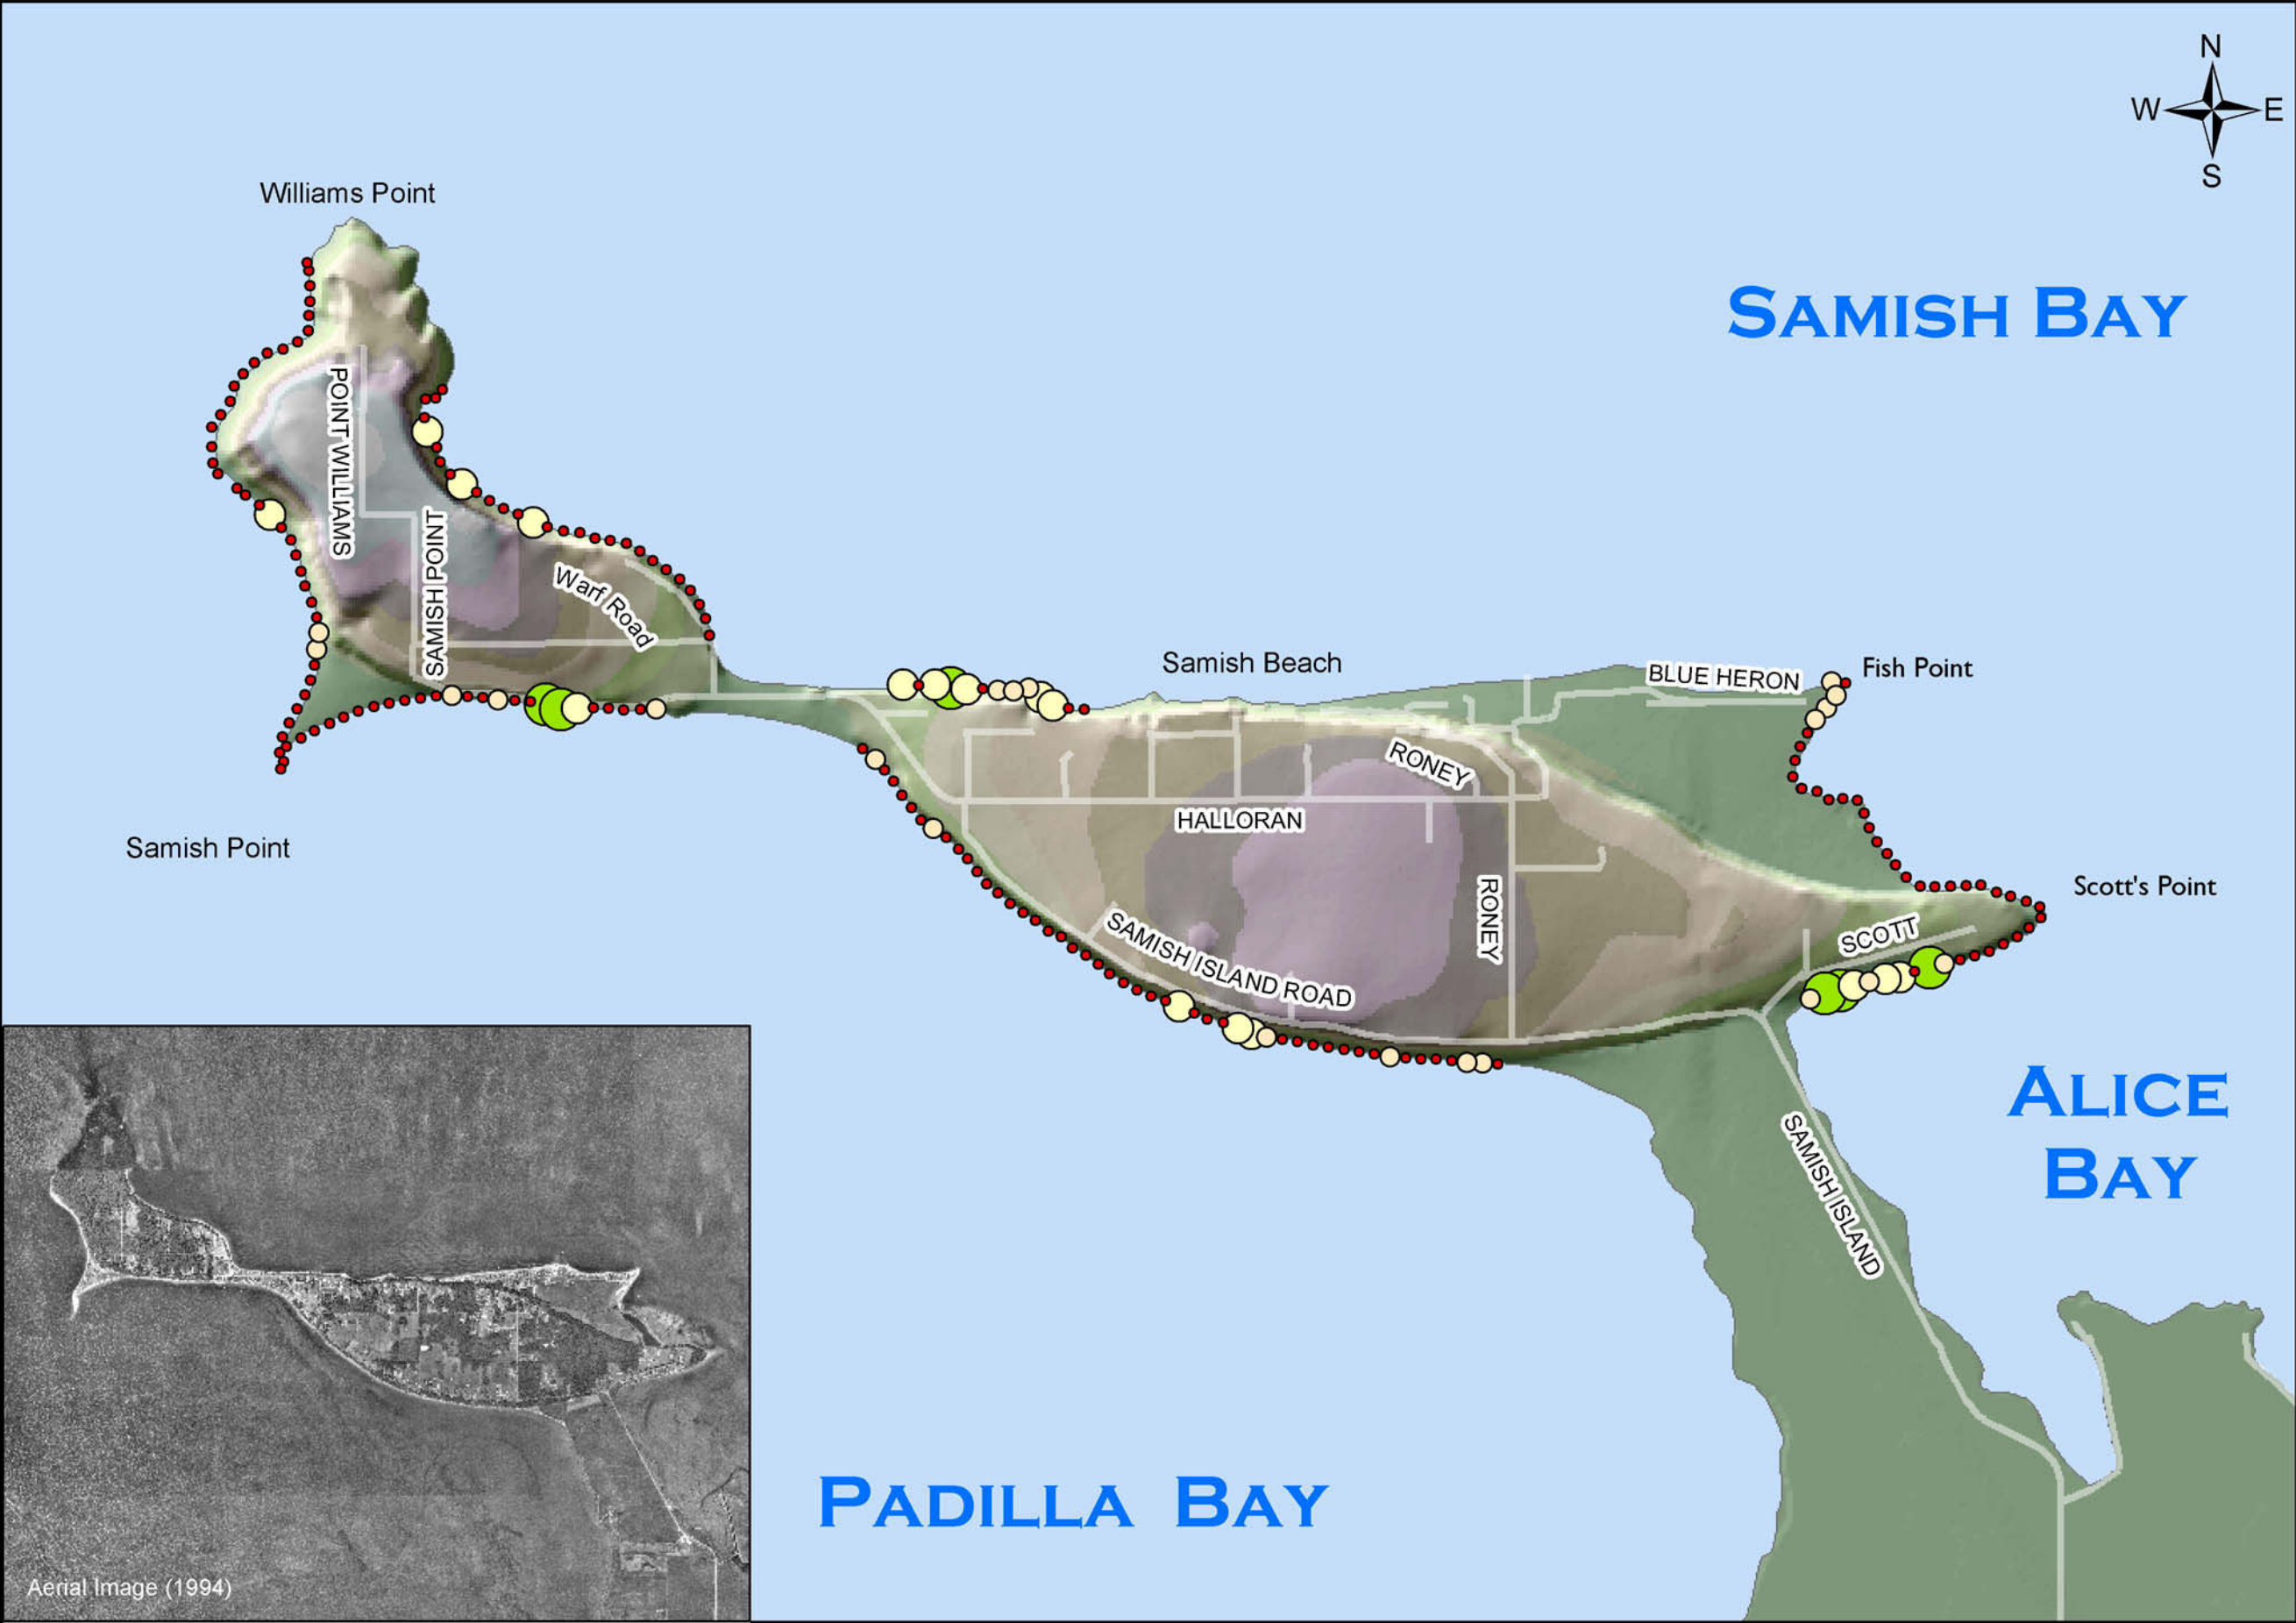 N
W E
S
Williams Point
SAMISH BAY
POINT WILLIAMS
SAMISH POINT
Warf Road
Samish Beach
BLUE HERON
Fish Point
RONEY
HALLORAN
Samish Point
RONEY
Scott's Point
SCOTT
SAMISH ISLAND ROAD
ALICE
BAY
SAMISH ISLAND
PADILLA BAY
Aerial Image (1994)